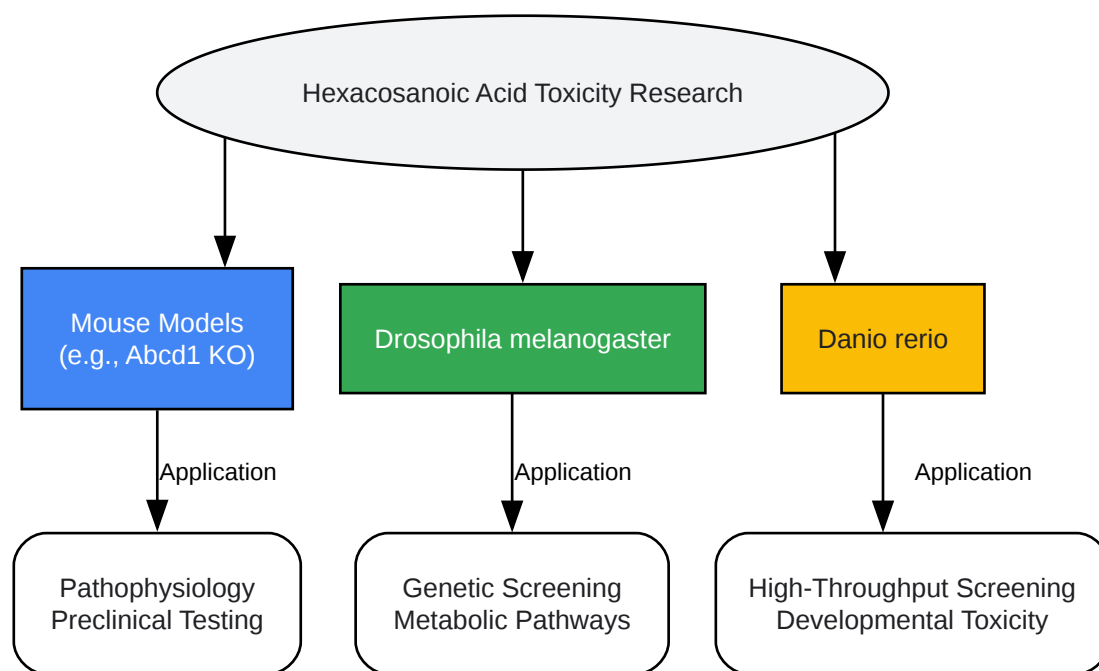 Hexacosanoic Acid Toxicity Research
Mouse Models
(e.g., Abcd1 KO)
Drosophila melanogaster
Danio rerio
Application
Application
Application
Pathophysiology
Preclinical Testing
Genetic Screening
Metabolic Pathways
High-Throughput Screening
Developmental Toxicity